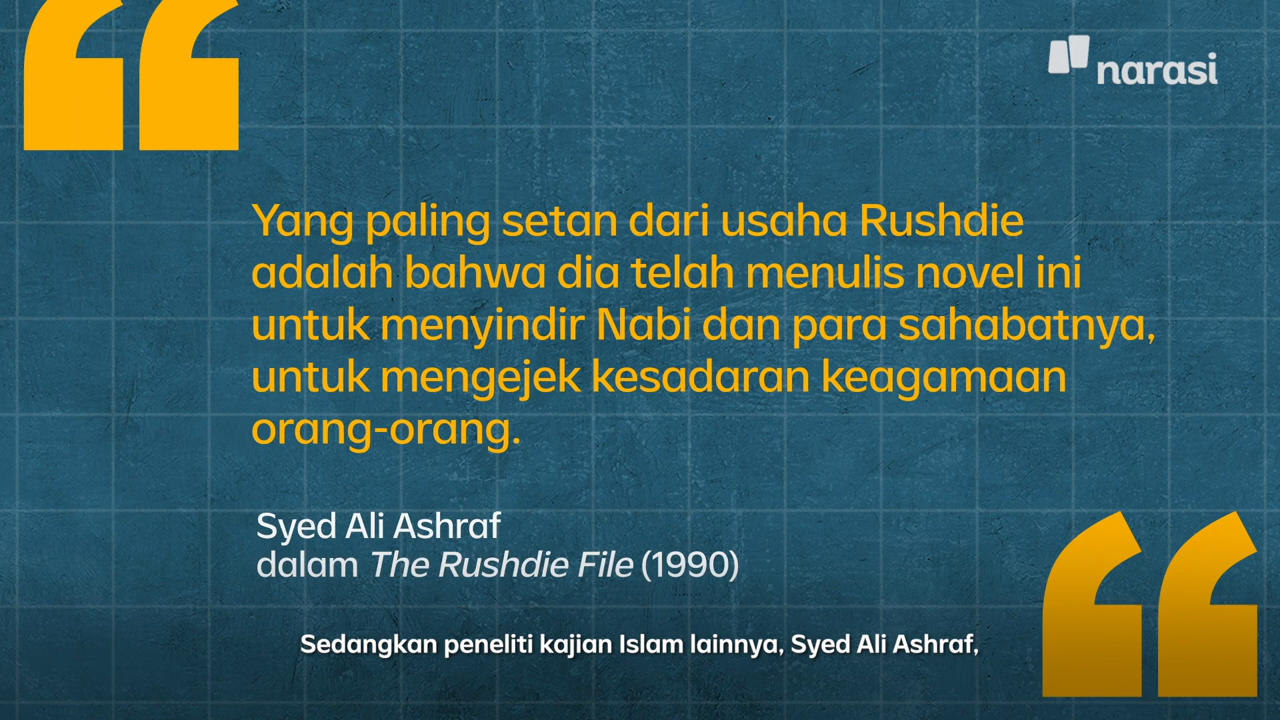 narasi
Yang paling setan dari usaha Rushdie
adalah bahwa dia telah menulis novel ini
untuk menyindir Nabi dan para sahabatnya,
untuk mengejek kesadaran keagamaan
orang-orang.
Syed Ali Ashraf
dalam The Rushdie File (1990)
Sedangkan peneliti kajian Islam lainnya, Syed Ali Ashraf,